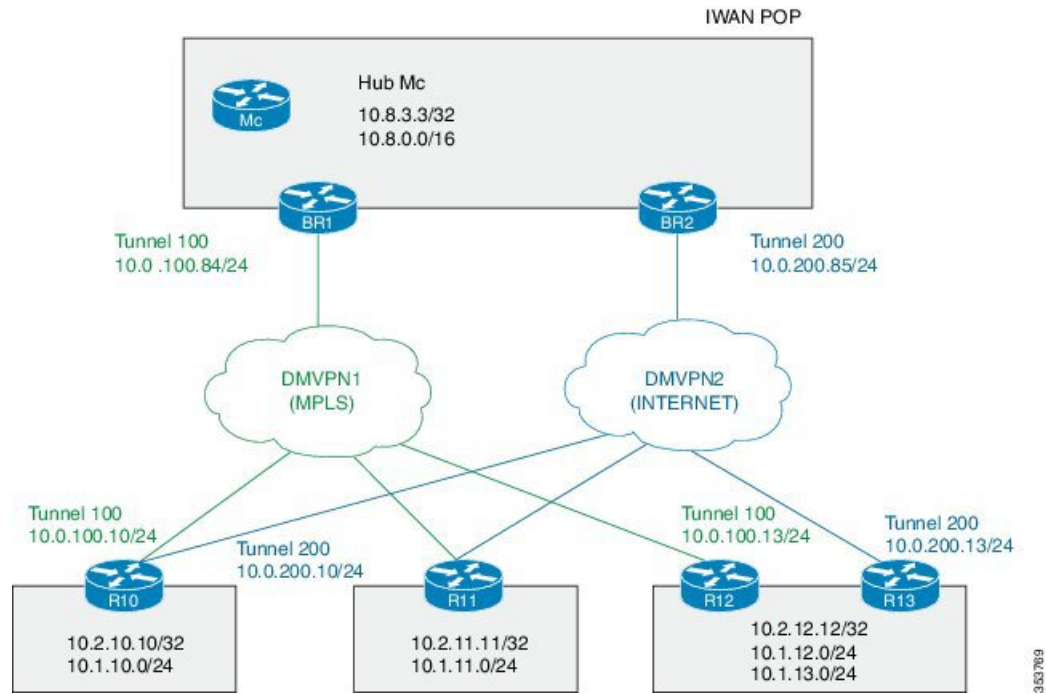 IWAN POP
Hub Mc
10.8.3.3/32
10.8.0.0/16
Mc
BR1
BR2
Tunnel 100
10.0 .100.84/24
Tunnel 200
10.0.200.85/24
DMVPN1
(MPLS)
DMVPN2
(INTERNET)
Tunnel 100
10.0.100.10/24
Tunnel 200
10.0.200.10/24
Tunnel 100
10.0.100.13/24
Tunnel 200
10.0.200.13/24
R10
R11
R12
R13
10.2.10.10/32
10.1.10.0/24
10.2.11.11/32
10.1.11.0/24
10.2.12.12/32
10.1.12.0/24
10.1.13.0/24
353769